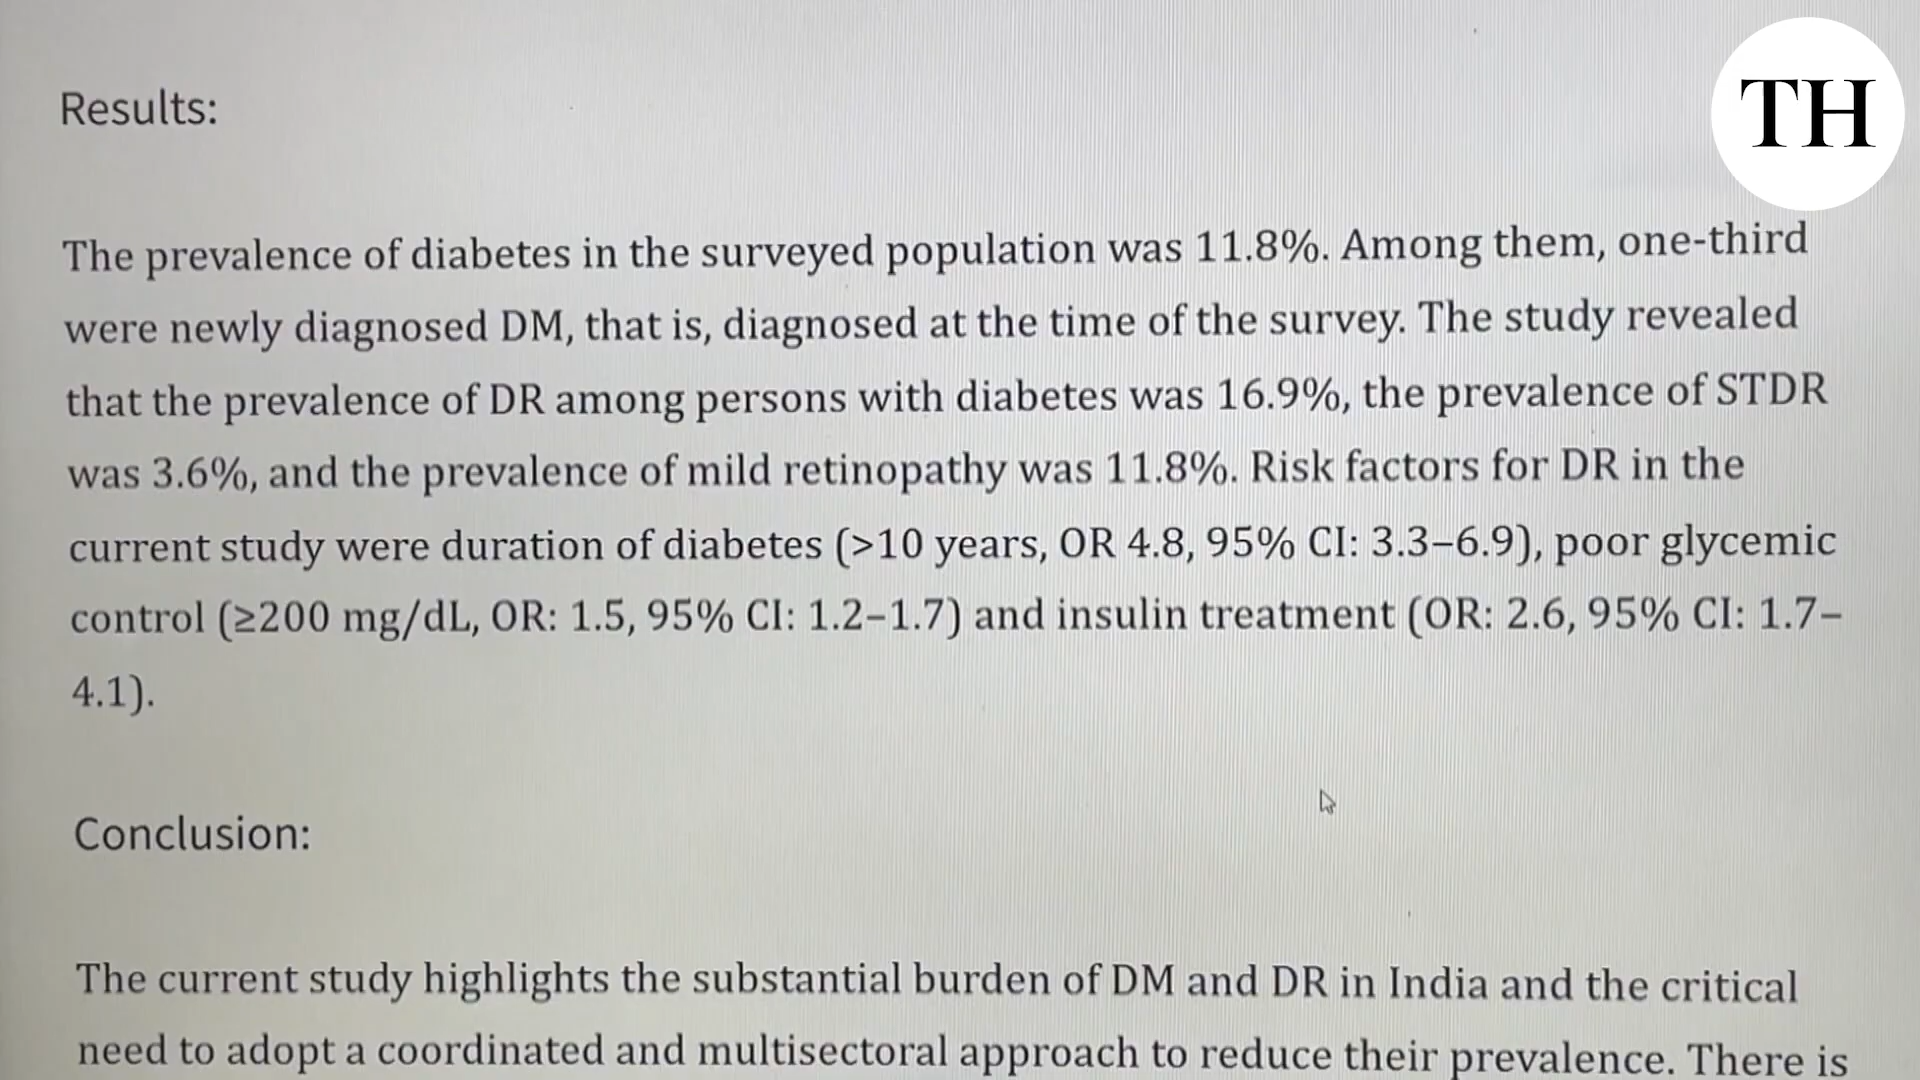 TH
Results:
The prevalence of diabetes in the surveyed population was 11.8%. Among them, one-third
were newly diagnosed DM, that is, diagnosed at the time of the survey. The study revealed
that the prevalence of DR among persons with diabetes was 16.9%, the prevalence of STDR
was 3.6%, and the prevalence of mild retinopathy was 11.8%. Risk factors for DR in the
current study were duration of diabetes (>10 years, OR 4.8, 95% CI: 3.3–6.9), poor glycemic
control (≥200 mg/dL, OR: 1.5, 95% CI: 1.2–1.7) and insulin treatment (OR: 2.6, 95% CI: 1.7–
4.1).
Conclusion:
The current study highlights the substantial burden of DM and DR in India and the critical
need to adopt a coordinated and multisectoral approach to reduce their prevalence. There is